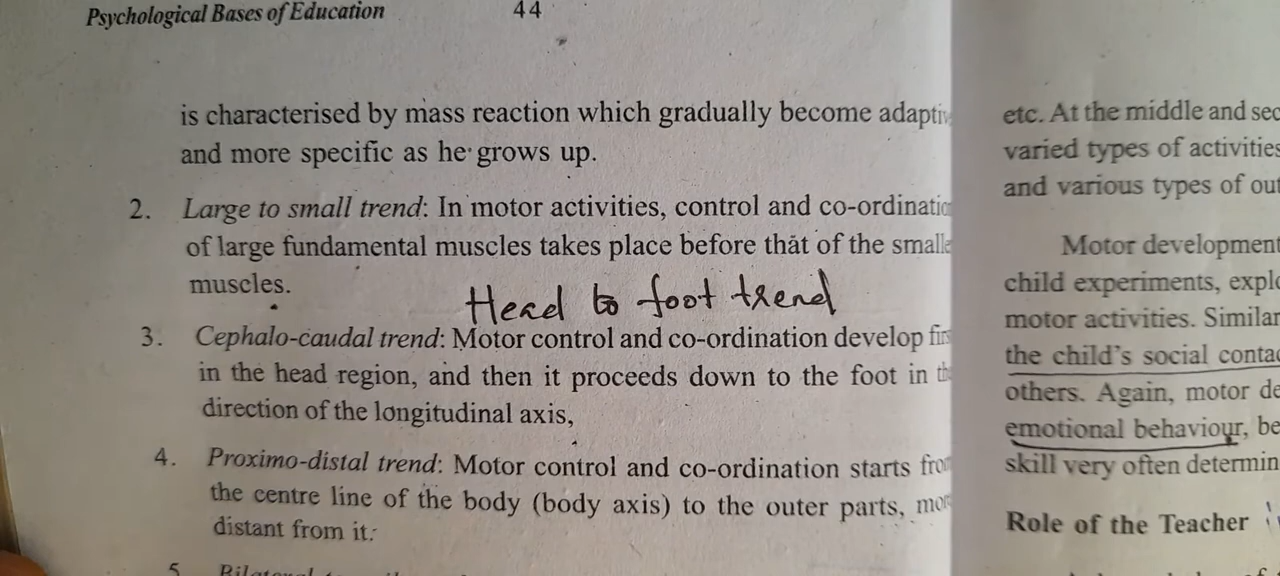 Psychological Bases of Education 44
is characterised by mass reaction which gradually become
and more specific as he grows up.
2. Large to small trend: In motor activities, control and
of large fundamental muscles takes place before that of the
muscles.
Head to foot trend
3. Cephalo-caudal trend: Motor control and co-ordination develop
in the head region, and then it proceeds down to the foot in
direction of the longitudinal axis,
4. Proximo-distal trend: Motor control and co-ordination starts
the centre line of the body (body axis) to the outer parts,
distant from it:
5
etc. At the middle and
varied types of activities
and various types of
Motor development
child experiments,
motor activities.
the child's social
others. Again, motor
emotional behaviour,
skill very often
Role of the Teacher